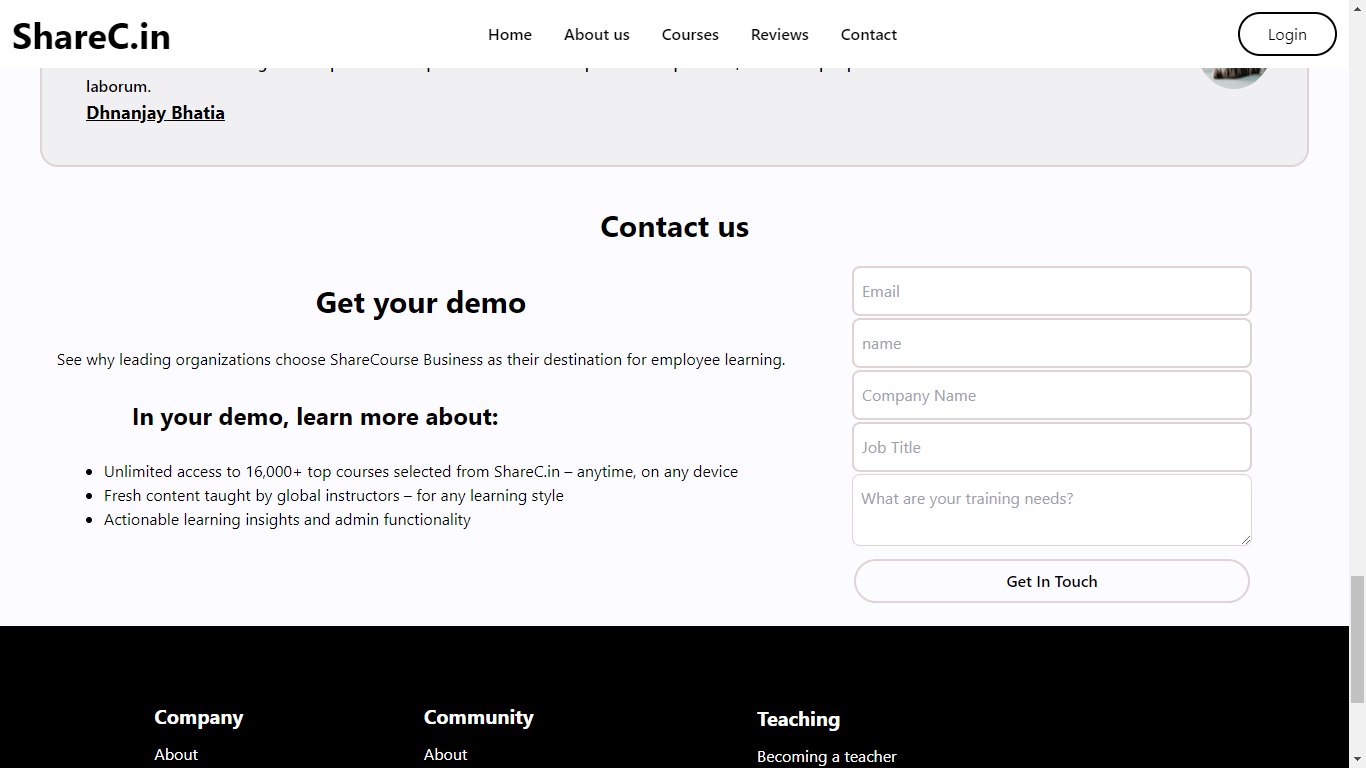 ShareC.in
Home About us Courses Reviews Contact
Login
laborum.
Dhnanjay Bhatia
Contact us
Get your demo
See why leading organizations choose ShareCourse Business as their destination for employee learning.
In your demo, learn more about:
Unlimited access to 16,000+ top courses selected from ShareC.in – anytime, on any device
Fresh content taught by global instructors – for any learning style
Actionable learning insights and admin functionality
Email
name
Company Name
Job Title
What are your training needs?
Get In Touch
Company
About
Community
About
Teaching
Becoming a teacher